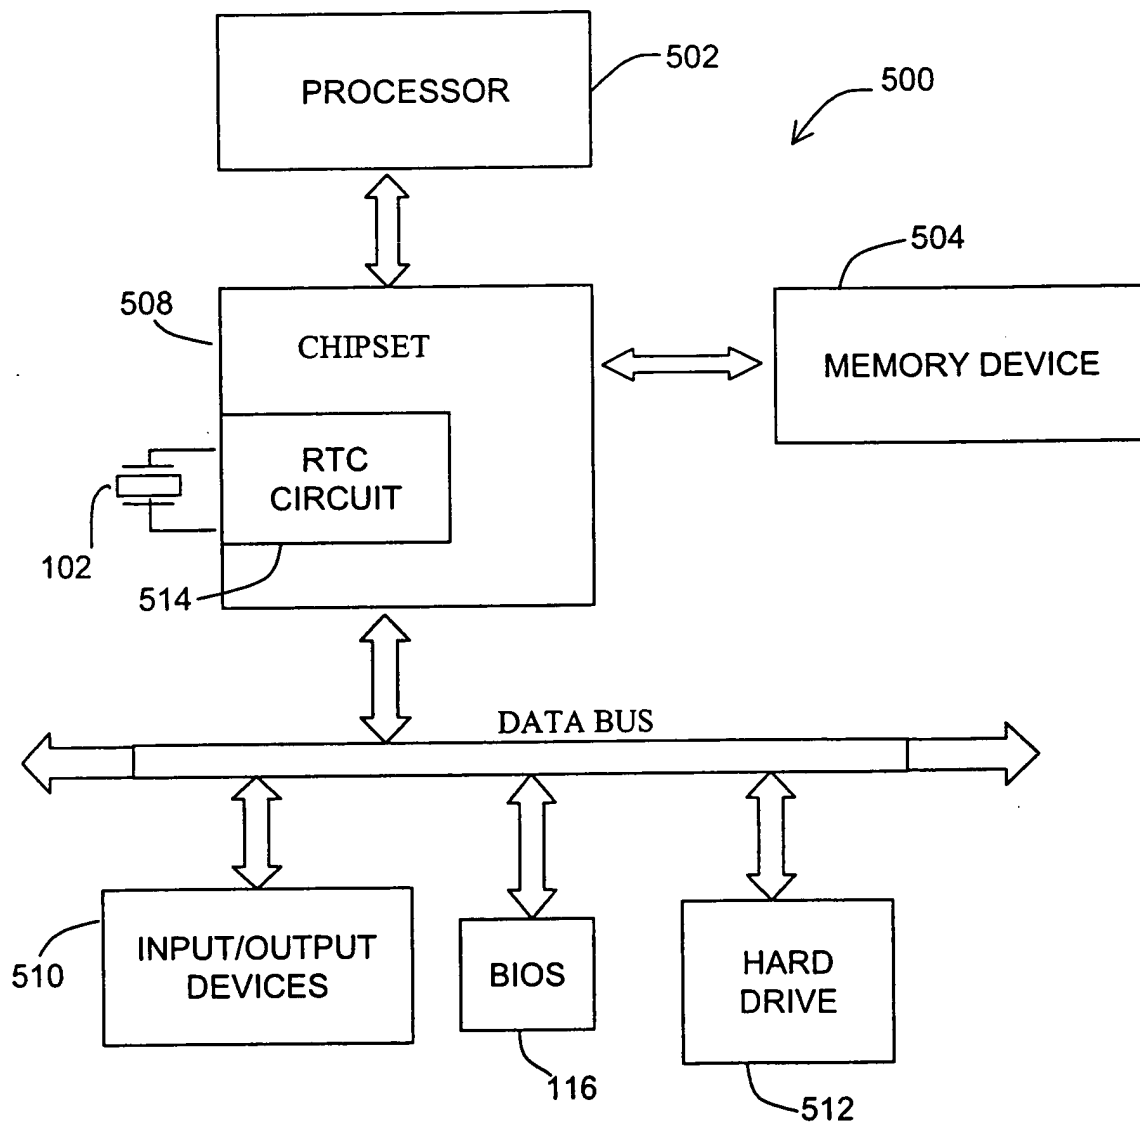 502
PROCESSOR
500
504
508
CHIPSET
MEMORY DEVICE
RTC
CIRCUIT
102
514
DATA BUS
INPUT/OUTPUT
DEVICES
510
BIOS
HARD
DRIVE
116
512